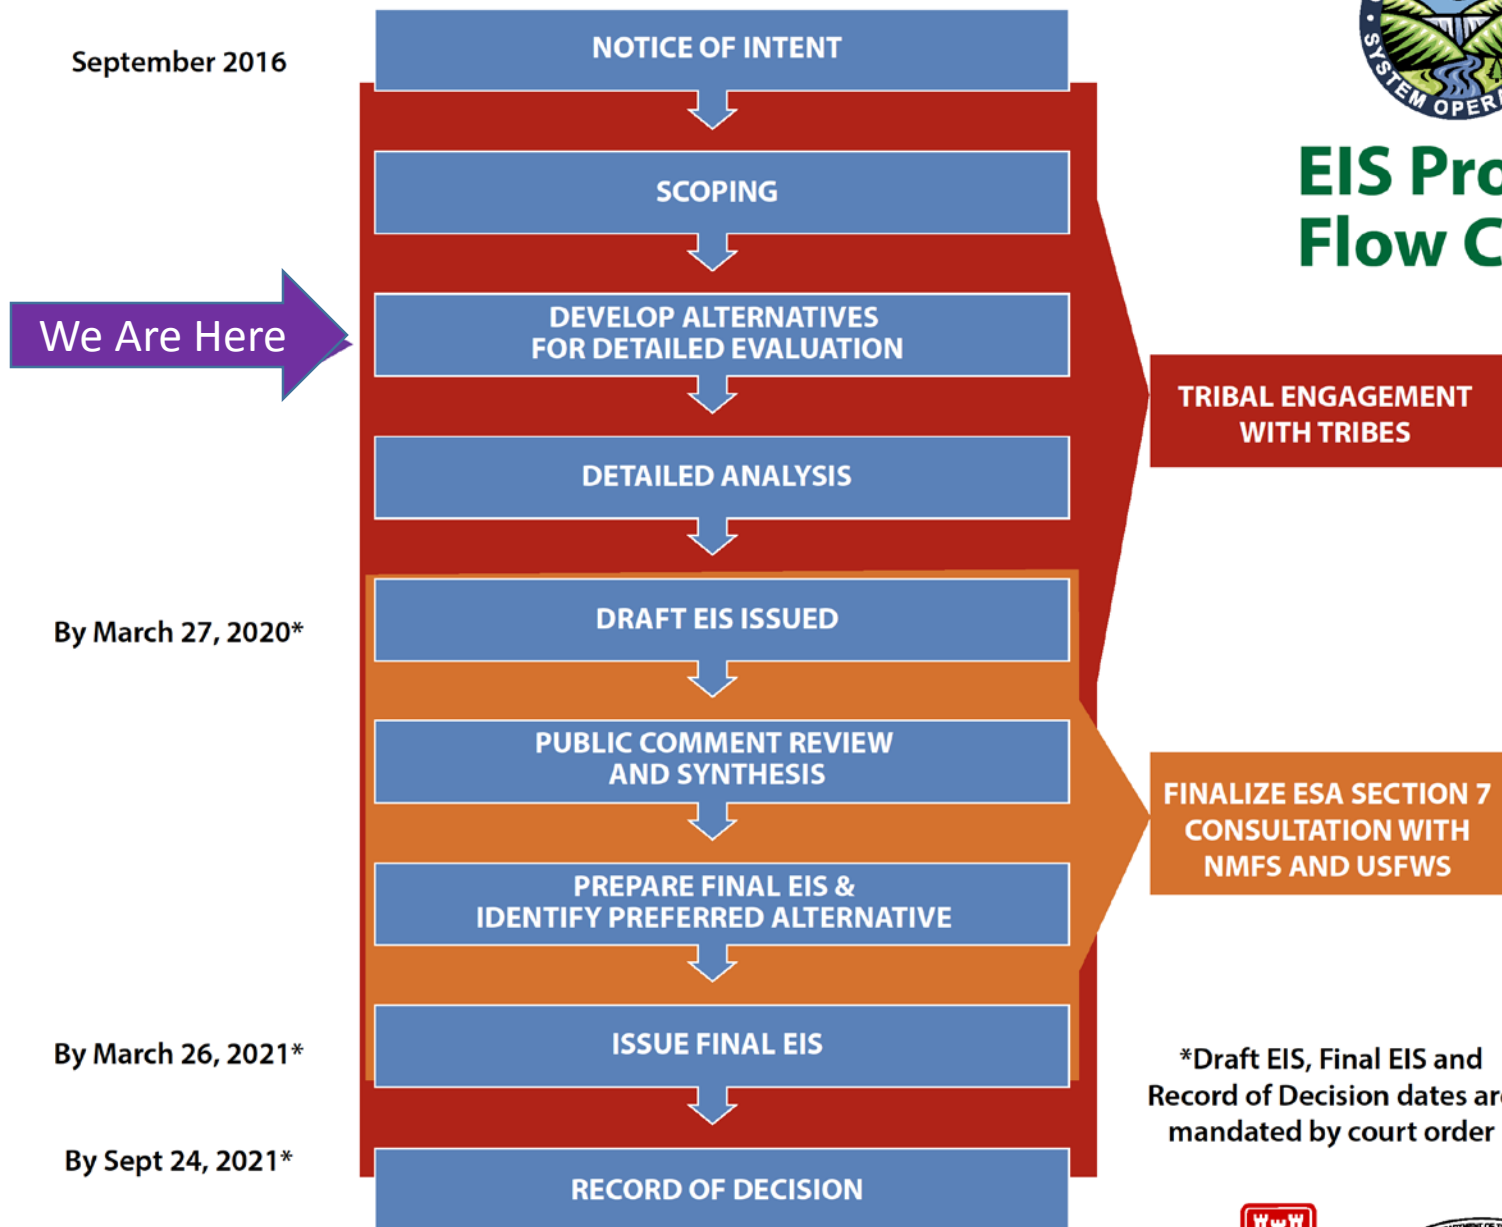 September 2016
NOTICE OF INTENT
SYSTEM
EIS
Flow
SCOPING
We Are Here
DEVELOP ALTERNATIVES
FOR DETAILED EVALUATION
TRIBAL ENGAGEMENT
WITH TRIBES
DETAILED ANALYSIS
By March 27, 2020*
DRAFT EIS ISSUED
PUBLIC COMMENT REVIEW
AND SYNTHESIS
FINALIZE ESA SECTION 7
CONSULTATION WITH
NMFS AND USFWS
PREPARE FINAL EIS &
IDENTIFY PREFERRED ALTERNATIVE
By March 26, 2021*
ISSUE FINAL EIS
*Draft EIS, Final EIS and
Record of Decision dates are
mandated by court order
By Sept 24, 2021*
RECORD OF DECISION